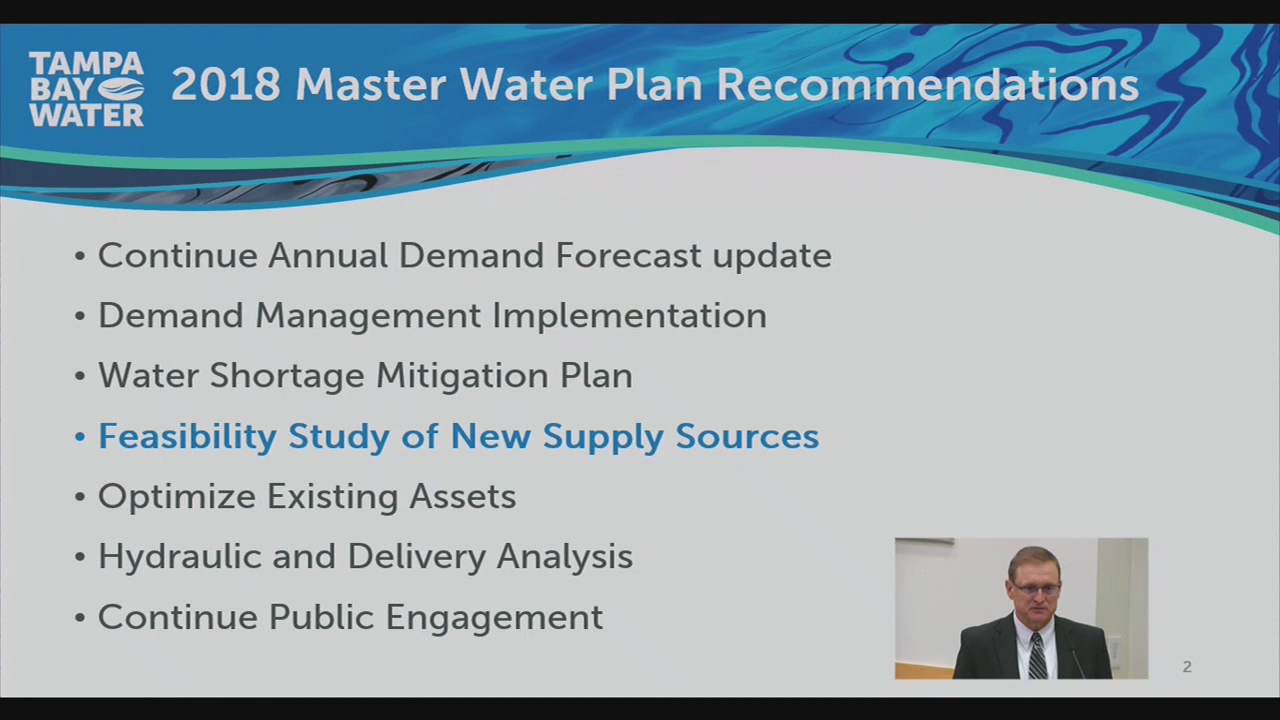 TAMPA
BAY
WATER
2018 Master Water Plan Recommendations
• Continue Annual Demand Forecast update
• Demand Management Implementation
• Water Shortage Mitigation Plan
• Feasibility Study of New Supply Sources
• Optimize Existing Assets
• Hydraulic and Delivery Analysis
• Continue Public Engagement
2